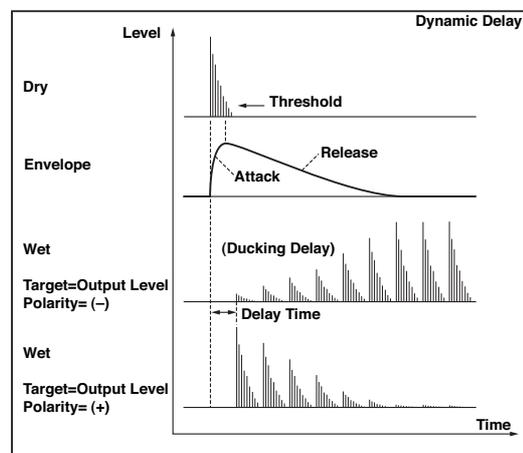 Dynamic Delay
Level
Dry
Threshold
Envelope
Release
Attack
Wet
(Ducking Delay)
Target=Output Level
Polarity= (–)
Delay Time
Wet
Target=Output Level
Polarity= (+)
Time